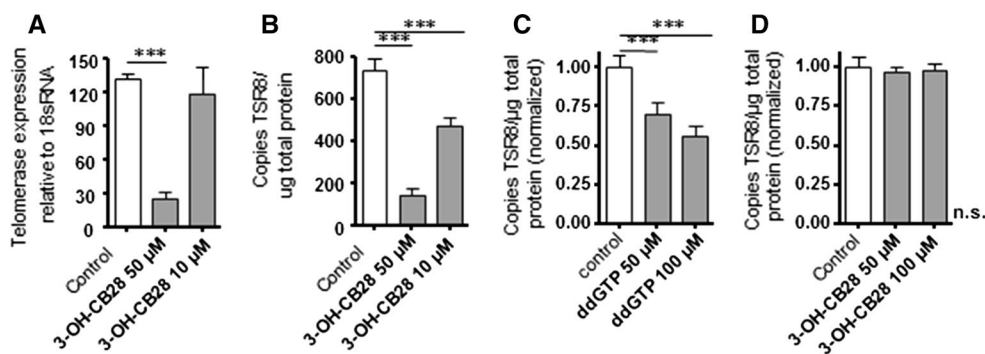 A
Telomerase expression
relative to 18sRNA
150
120
90
60
30
0
***
Control
3-OH-CB28 50 µM
3-OH-CB28 10 µM
B
Copies TSR8/
ug total protein
800
600
400
200
0
***
***
Control
3-OH-CB28 50 µM
3-OH-CB28 10 µM
C
Copies TSR8/µg total
protein (normalized)
1.00
0.75
0.50
0.25
0.00
***
***
control
ddGTP 50 µM
ddGTP 100 µM
D
Copies TSR8/µg total
protein (normalized)
1.00
0.75
0.50
0.25
0.00
n.s.
Control
3-OH-CB28 50 µM
3-OH-CB28 100 µM